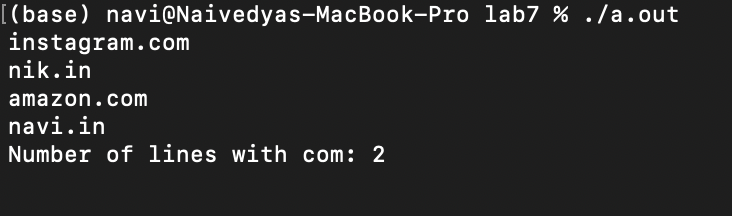 [(base) navi@Naivedyas-MacBook-Pro lab7 % ./a.out
instagram.com
nik.in
amazon.com
navi.in
Number of lines with com: 2